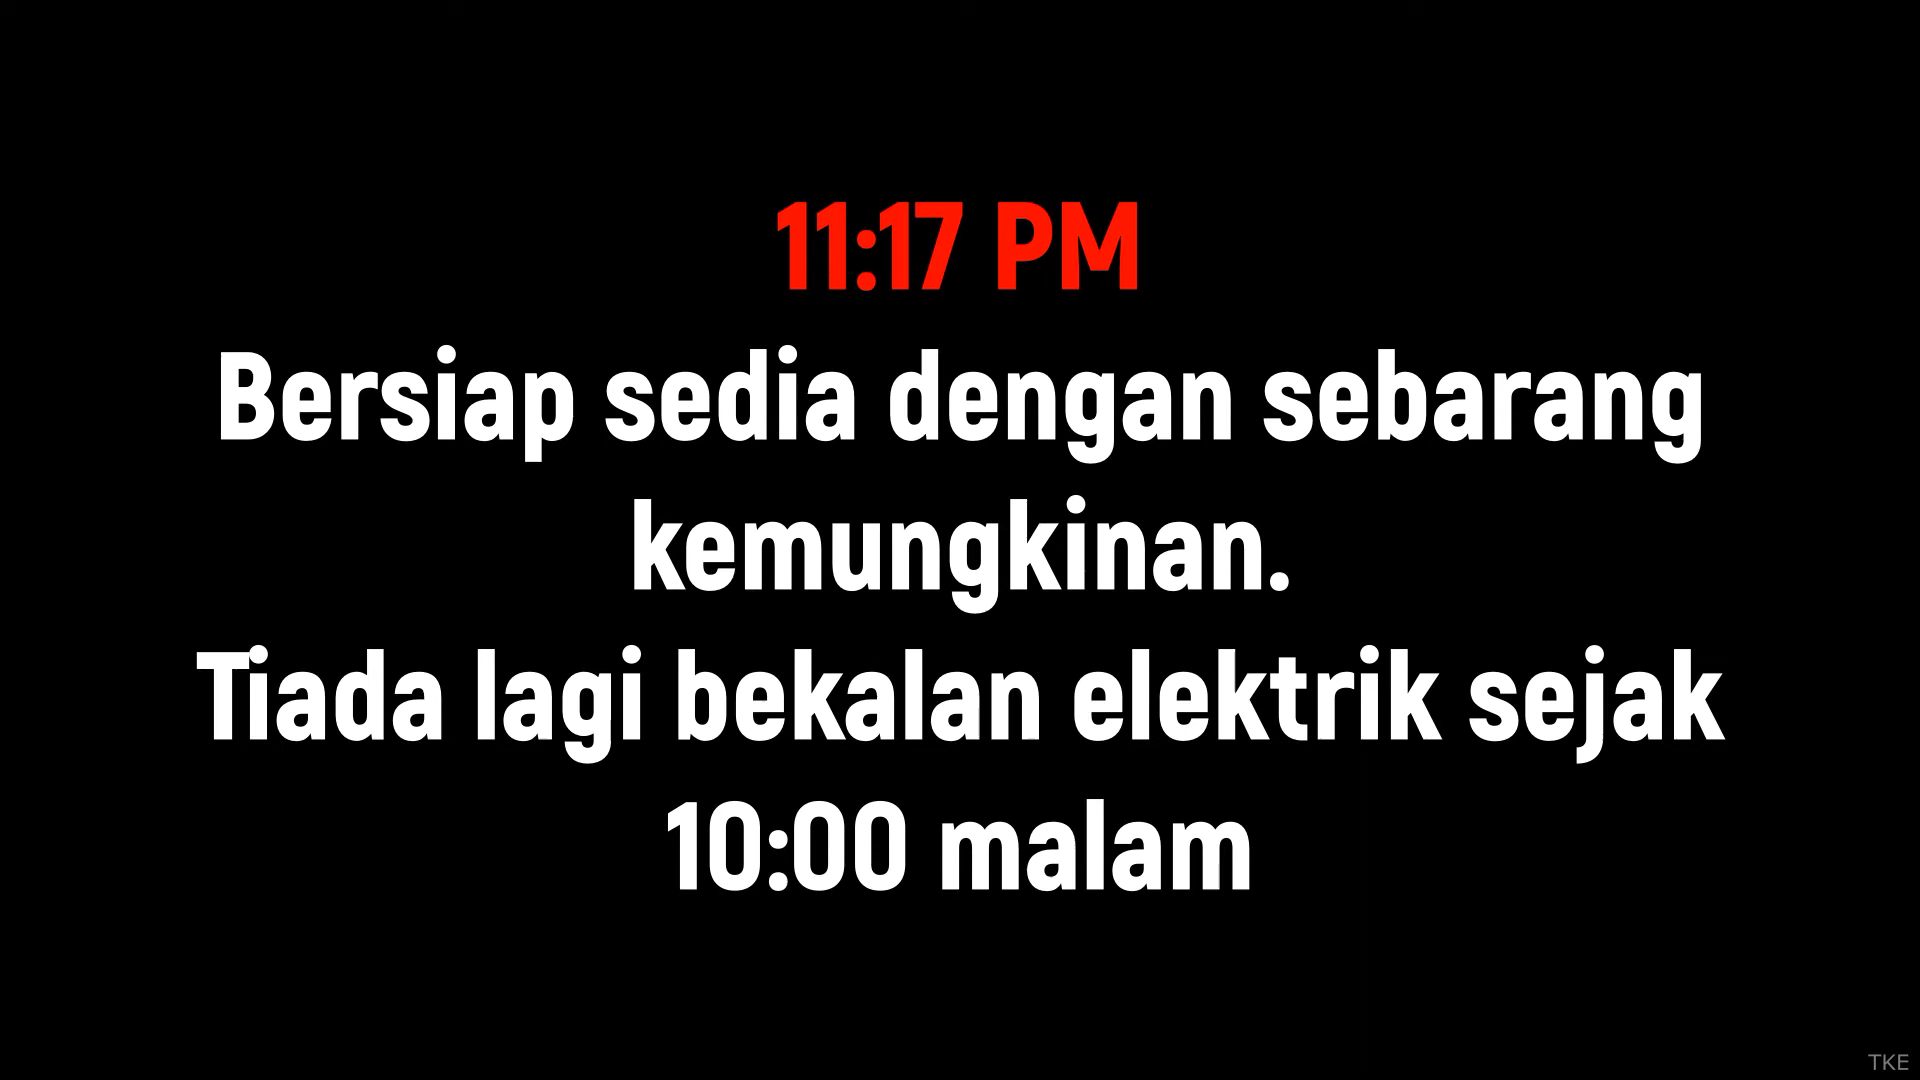 11:17 PM
Bersiap sedia dengan sebarang
kemungkinan.
Tiada lagi bekalan elektrik sejak
10:00 malam
TKE